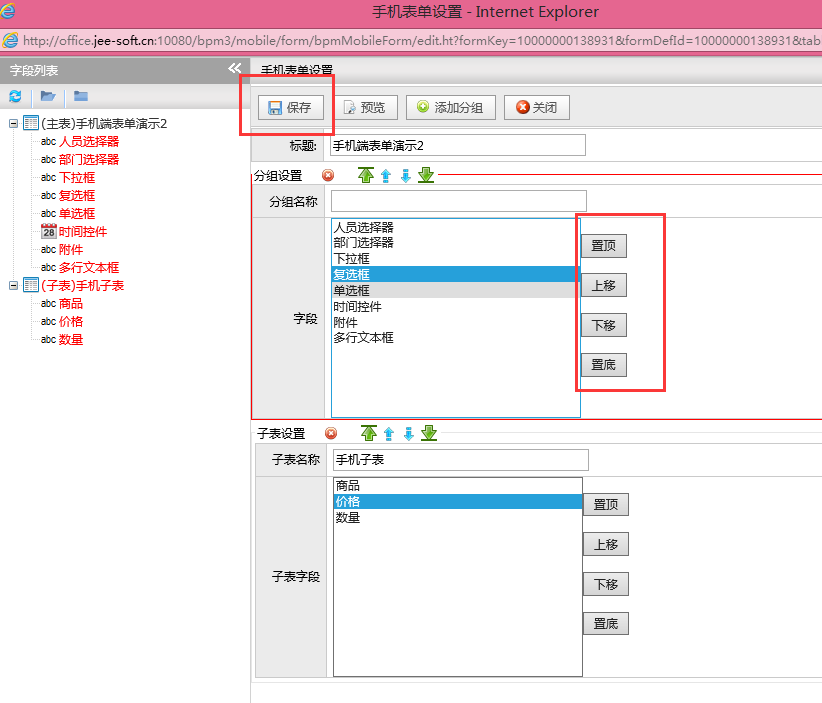 手机表单设置 - Internet Explorer
http://office.jee-soft.cn:10080/bpm3/mobile/form/bpmMobileForm/edit.ht?formKey=10000000138931&formDefId=10000000138931&tab
字段列表
手机表单设置
保存 预览 添加分组 关闭
(主表)手机端表单演示2
abc 人员选择器
abc 部门选择器
abc 下拉框
abc 复选框
abc 单选框
28 时间控件
abc 附件
abc 多行文本框
(子表)手机子表
abc 商品
abc 价格
abc 数量
标题: 手机端表单演示2
分组设置
分组名称
字段
人员选择器
部门选择器
下拉框
复选框
单选框
时间控件
附件
多行文本框
置顶
上移
下移
置底
子表设置
子表名称 手机子表
子表字段
商品
价格
数量
置顶
上移
下移
置底